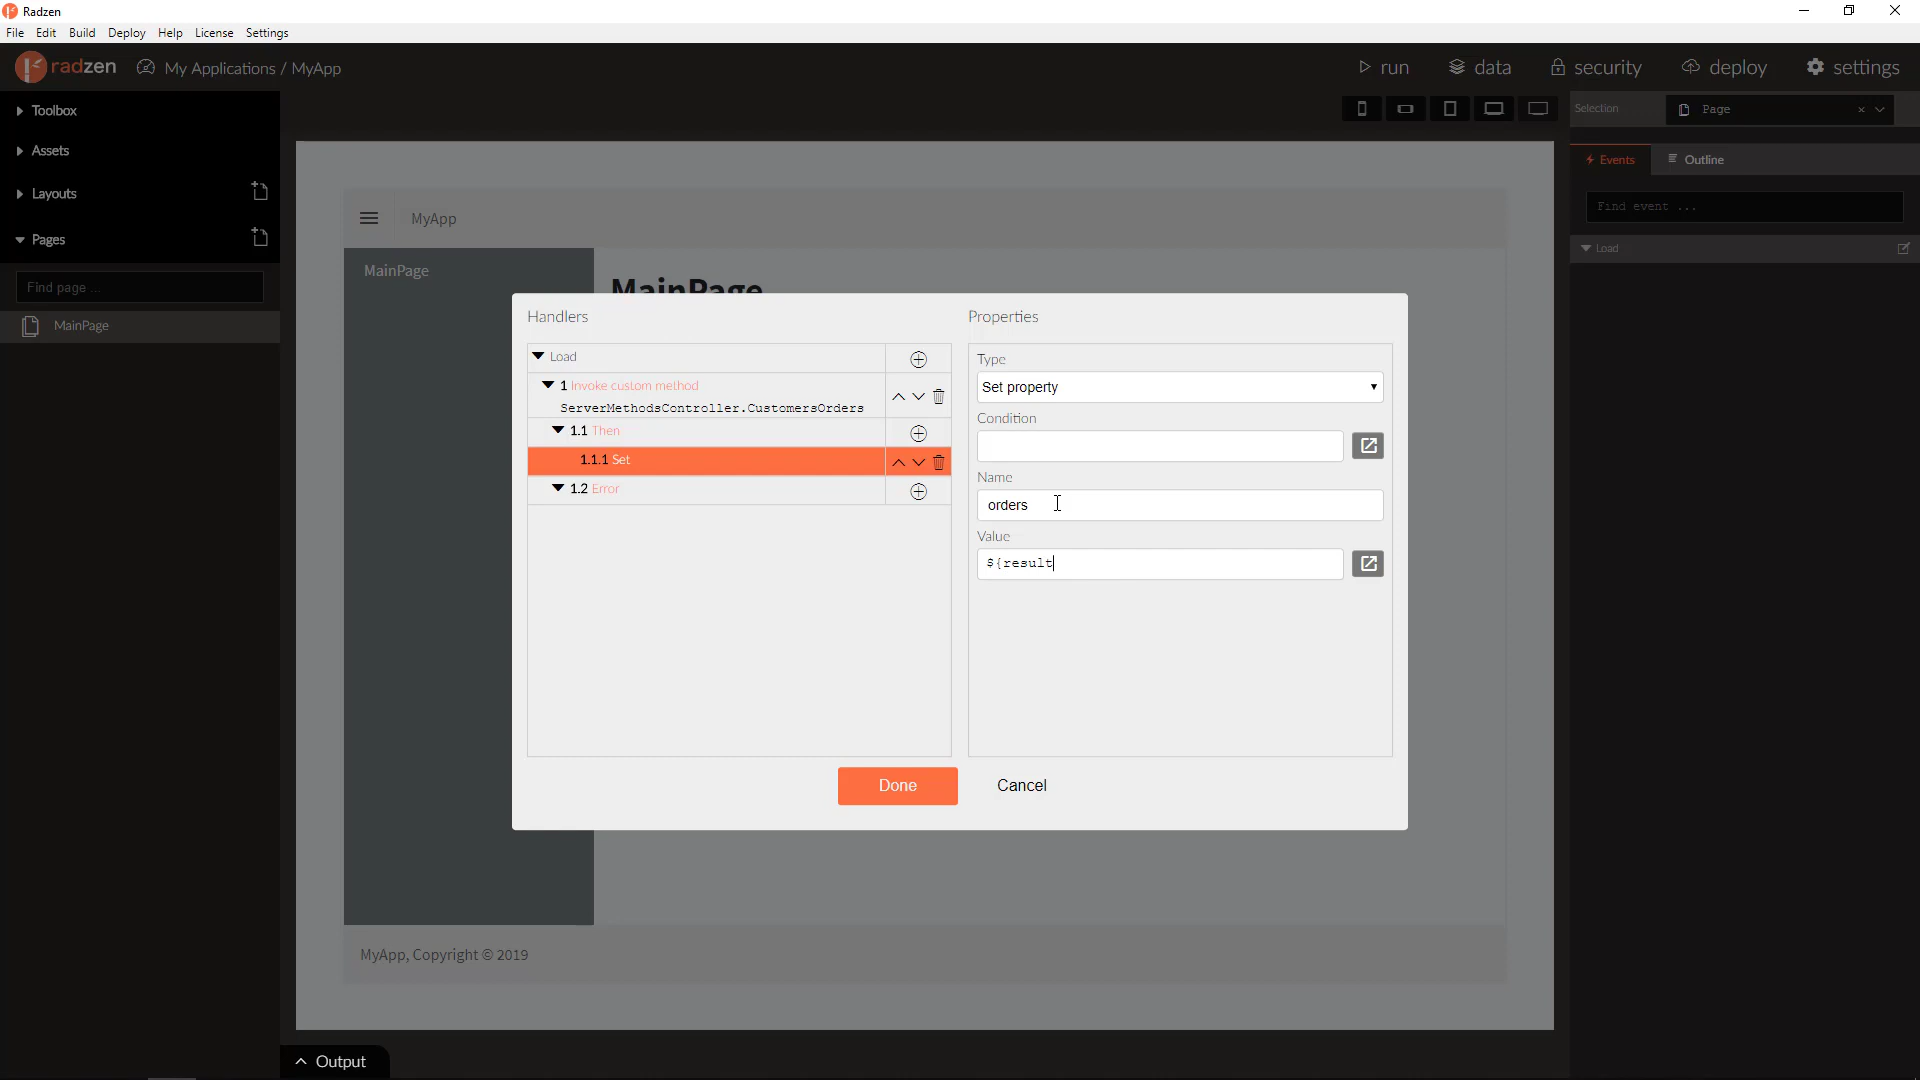 Radzen
File Edit Build Deploy Help License Settings
radzen My Applications / MyApp run data security deploy settings
Toolbox
Assets
Layouts
Pages
Find page ...
MainPage
MyApp
MainPage
MainPage
MyApp, Copyright © 2019
Output
Selection Page
Events Outline
Find event ...
Load
Handlers
Load
1 Invoke custom method
ServerMethodsController.CustomersOrders
1.1 Then
1.1.1 Set
1.2 Error
Properties
Type
Set property
Condition
Name
orders
Value
${result
Done Cancel